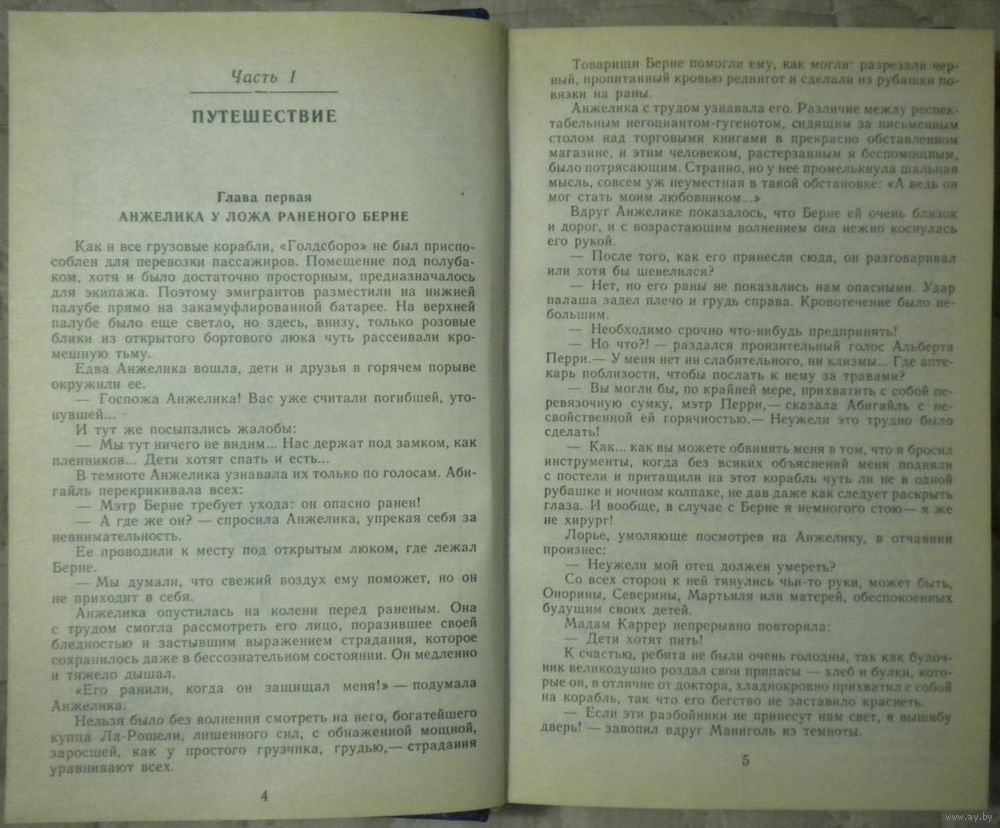 Часть 1
ПУТЕШЕСТВИЕ
Глава первая
АНЖЕЛИКА У ЛОЖА РАНЕНОГО БЕРНЕ
Как и все грузовые корабли, «Голдсборо» не был приспо-
соблен для перевозки пассажиров. Помещение под полуба-
ком, хотя и было достаточно просторным, предназначалось
для экипажа. Поэтому эмигрантов разместили на нижней
палубе прямо на закамуфлированной батарее. На верхней
палубе было еще светло, но здесь, внизу, только розовые
блики из открытого бортового люка чуть рассеивали кро-
мешную тьму.
Едва Анжелика вошла, дети и друзья в горячем порыве
окружили ее.
— Госпожа Анжелика! Вас уже считали погибшей, уто-
нувшей...
И тут же посыпались жалобы:
— Мы тут ничего не видим... Нас держат под замком, как
пленников... Дети хотят спать и есть...
В темноте Анжелика узнавала их только по голосам. Аби-
гайль перекрикивала всех:
— Мэтр Берне требует ухода: он опасно ранен!
— А где же он? — спросила Анжелика, упрекая себя за
невнимательность.
Ее проводили к месту под открытым люком, где лежал
Берне.
— Мы думали, что свежий воздух ему поможет, но он
не приходит в себя.
Анжелика опустилась на колени перед раненым. Она
с трудом смогла рассмотреть его лицо, поразившее своей
бледностью и застывшим выражением страдания, которое
сохранилось даже в бессознательном состоянии. Он медленно
и тяжело дышал.
«Его ранили, когда он защищал меня!» — подумала
Анжелика.
Нельзя было без волнения смотреть на него, богатейшего
купца Ла-Рошели, лишенного сил, с обнаженной мощной,
заросшей, как у простого грузчика, грудью,— страдания
уравнивают всех.
4
Товарищи Берне помогли ему, как могли: разрезали чер-
ный, пропитанный кровью редингот и сделали из рубашки по-
вязки на раны.
Анжелика с трудом узнавала его. Различие между респек-
табельным негоциантом-гугенотом, сидящим за письменным
столом над торговыми книгами в прекрасно обставленном
магазине, и этим человеком, растерзанным и беспомощным,
было потрясающим. Странно, но у нее промелькнула шальная
мысль, совсем уж неуместная в такой обстановке: «А ведь он
мог стать моим любовником...»
Вдруг Анжелике показалось, что Берне ей очень близок
и дорог, и с возрастающим волнением она нежно коснулась
его рукой.
— После того, как его принесли сюда, он разговаривал
или хотя бы шевелился?
— Нет, но его раны не показались нам опасными. Удар
палаша задел плечо и грудь справа. Кровотечение было не-
большим.
— Необходимо срочно что-нибудь предпринять!
— Но что?! — раздался пронзительный голос Альберта
Перри.— У меня нет ни слабительного, ни клизмы... Где апте-
карь поблизости, чтобы послать к нему за травами?
— Вы могли бы, по крайней мере, прихватить с собой
перевязочную сумку, мэтр Перри,— сказала Абигайль с не-
свойственной ей горячностью.— Неужели это трудно было
сделать!
— Как... как вы можете обвинять меня в том, что я бросил
инструменты, когда без всяких объяснений меня подняли
с постели и притащили на этот корабль чуть ли не в одной
рубашке и ночном колпаке, не дав даже как следует раскрыть
глаза. И вообще, в случае с Берне я немногого стою— я же
не хирург!
Лорье, умоляюще посмотрев на Анжелику, в отчаянии
произнес:
— Неужели мой отец должен умереть?
Со всех сторон к ней тянулись чьи-то руки, может быть,
Онорины, Северины, Мартьяля или матерей, обеспокоенных
будущим своих детей.
Мадам Каррер непрерывно повторяла:
— Дети хотят пить!
К счастью, ребята не были очень голодны, так как булоч-
ник великодушно роздал свои припасы — хлеб и булки, кото-
рые он, в отличие от доктора, хладнокровно прихватил с собой
на корабль, так что его бегство не заставляло краснеть.
— Если эти разбойники не принесут нам свет, я вышибу
дверь! — завопил вдруг Маниголь из темноты.
5
www.ay.by